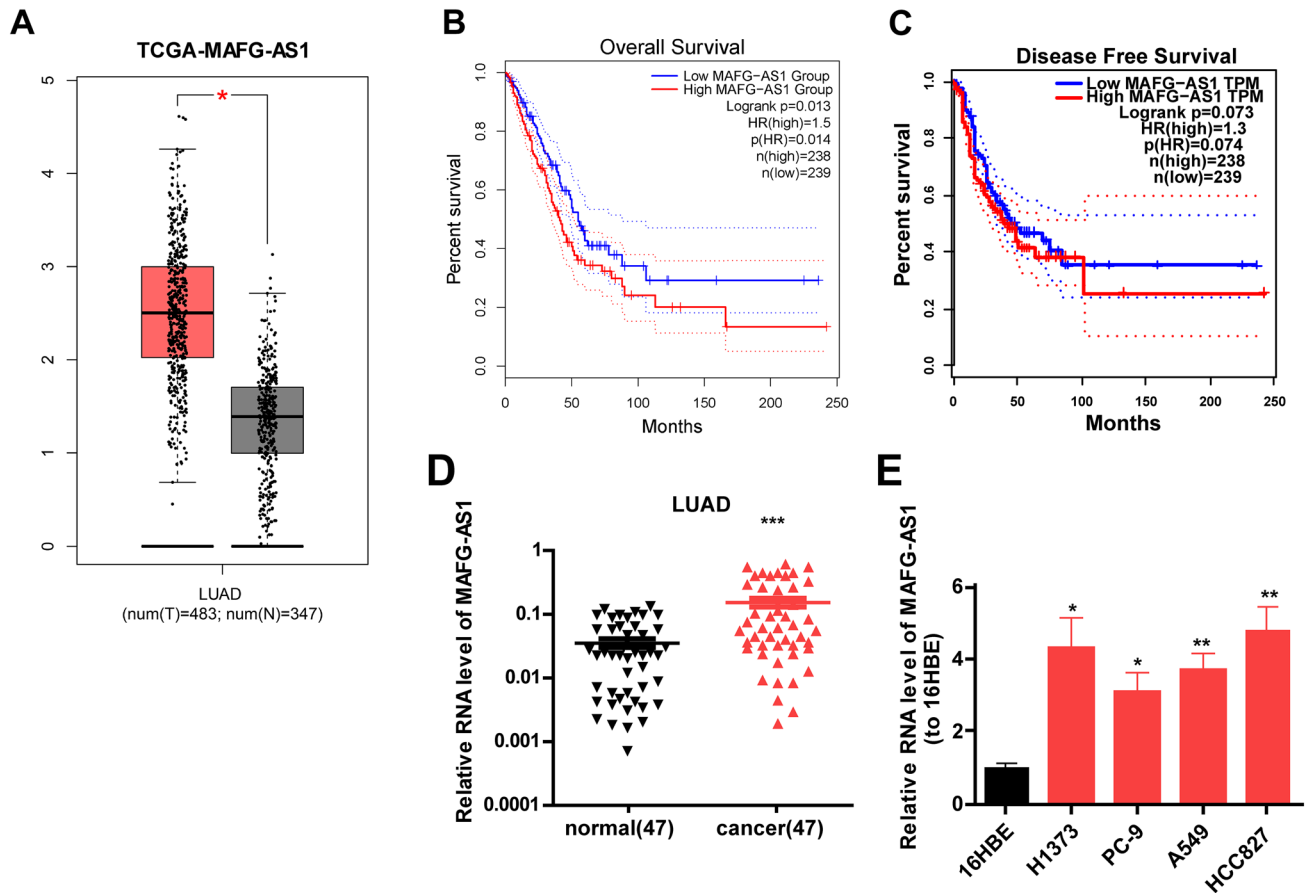 A
TCGA-MAFG-AS1
5
4
3
2
1
0
*
LUAD
(num(T)=483; num(N)=347)
B
Overall Survival
Low MAFG-AS1 Group
High MAFG-AS1 Group
Logrank p=0.013
HR(high)=1.5
p(HR)=0.014
n(high)=238
n(low)=239
Percent survival
1.0
0.8
0.6
0.4
0.2
0.0
0 50 100 150 200 250
Months
C
Disease Free Survival
Low MAFG−AS1 TPM
High MAFG−AS1 TPM
Logrank p=0.073
HR(high)=1.3
p(HR)=0.074
n(high)=238
n(low)=239
Percent survival
1.0
0.8
0.6
0.4
0.2
0.0
0 50 100 150 200 250
Months
D
LUAD
***
Relative RNA level of MAFG-AS1
1
0.1
0.01
0.001
0.0001
normal(47) cancer(47)
E
Relative RNA level of MAFG-AS1
(to 16HBE)
6
4
2
0
* * ** **
16HBE H1373 PC-9 A549 HCC827